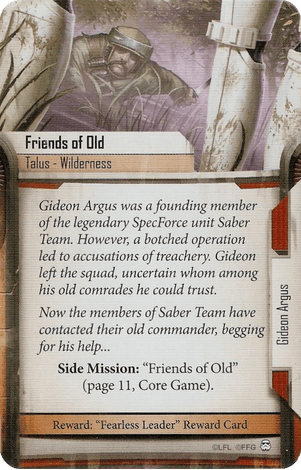 Friends of Old
Talus - Wilderness
Gideon Argus was a founding member
of the legendary SpecForce unit Saber
Team. However, a botched operation
led to accusations of treachery. Gideon
left the squad, uncertain whom among
his old comrades he could trust.
Now the members of Saber Team have
contacted their old commander, begging
for his help...
Side Mission: “Friends of Old”
(page 11, Core Game).
Gideon Argus
Reward: “Fearless Leader” Reward Card
©LFL ©FFG